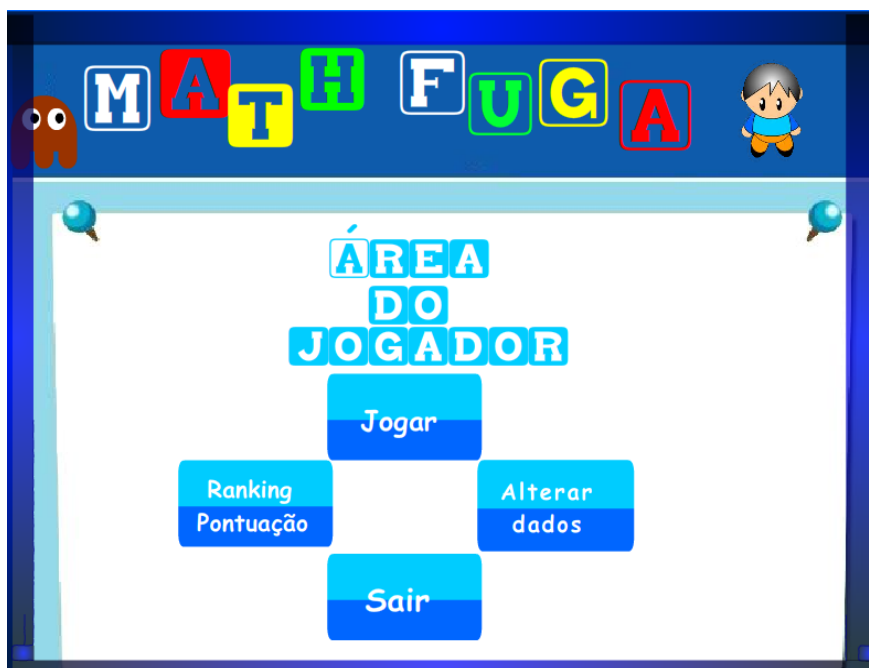 MATH FUGA
ÁREA
DO
JOGADOR
Jogar
Ranking
Pontuação
Alterar
dados
Sair